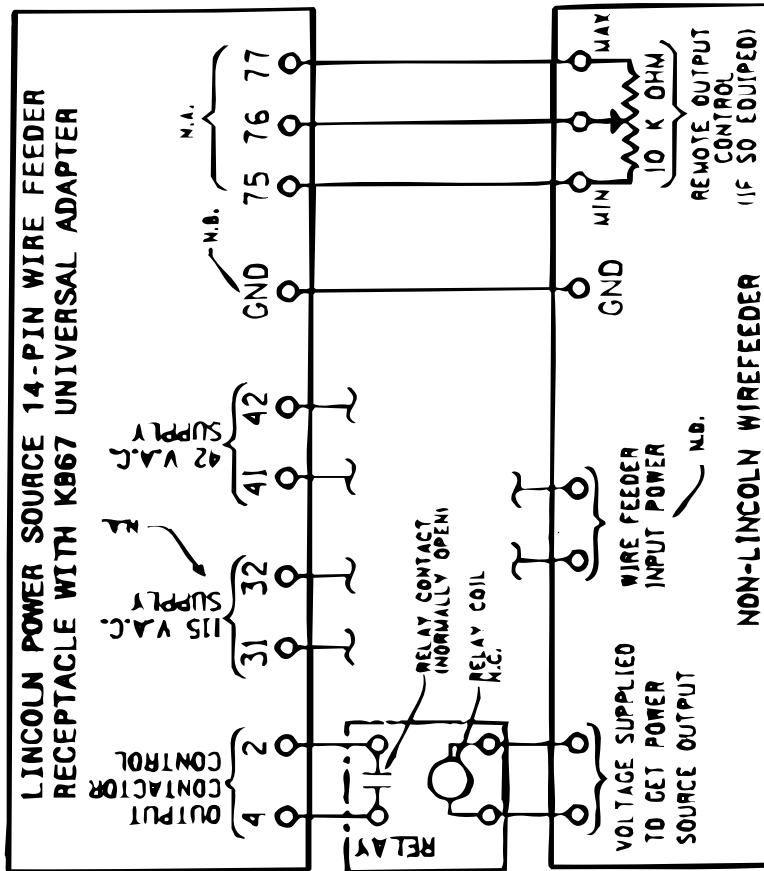 LINCOLN POWER SOURCE 14-PIN WIRE FEEDER
RECEPTACLE WITH K867 UNIVERSAL ADAPTER
OUTPUT
CONTACTOR
CONTROL
4
2
115 V.A.C.
SUPPLY
31
32
N.A.
42 V.A.C.
SUPPLY
41
42
GND
N.B.
75
76
77
N.A.
RELAY
RELAY CONTACT
(NORMALLY OPEN)
RELAY COIL
N.C.
VOLTAGE SUPPLIED
TO GET POWER
SOURCE OUTPUT
WIRE FEEDER
INPUT POWER
N.D.
GND
MIN
MAX
10 K OHM
REMOTE OUTPUT
CONTROL
(IF SO EQUIPED)
NON-LINCOLN WIREFEEDER